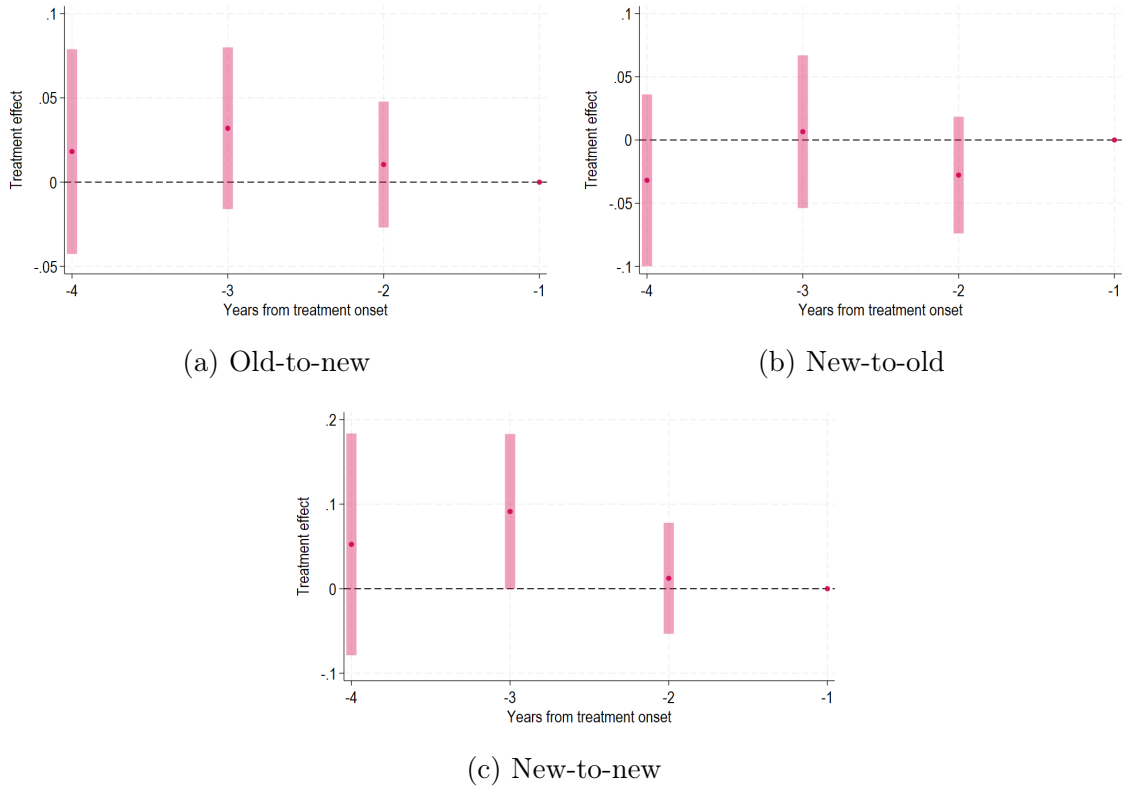 .1
.05
0
-.05
Treatment effect
-4 -3 -2 -1
Years from treatment onset
(a) Old-to-new
.1
.05
0
-.05
-.1
Treatment effect
-4 -3 -2 -1
Years from treatment onset
(b) New-to-old
.2
.1
0
-.1
Treatment effect
-4 -3 -2 -1
Years from treatment onset
(c) New-to-new